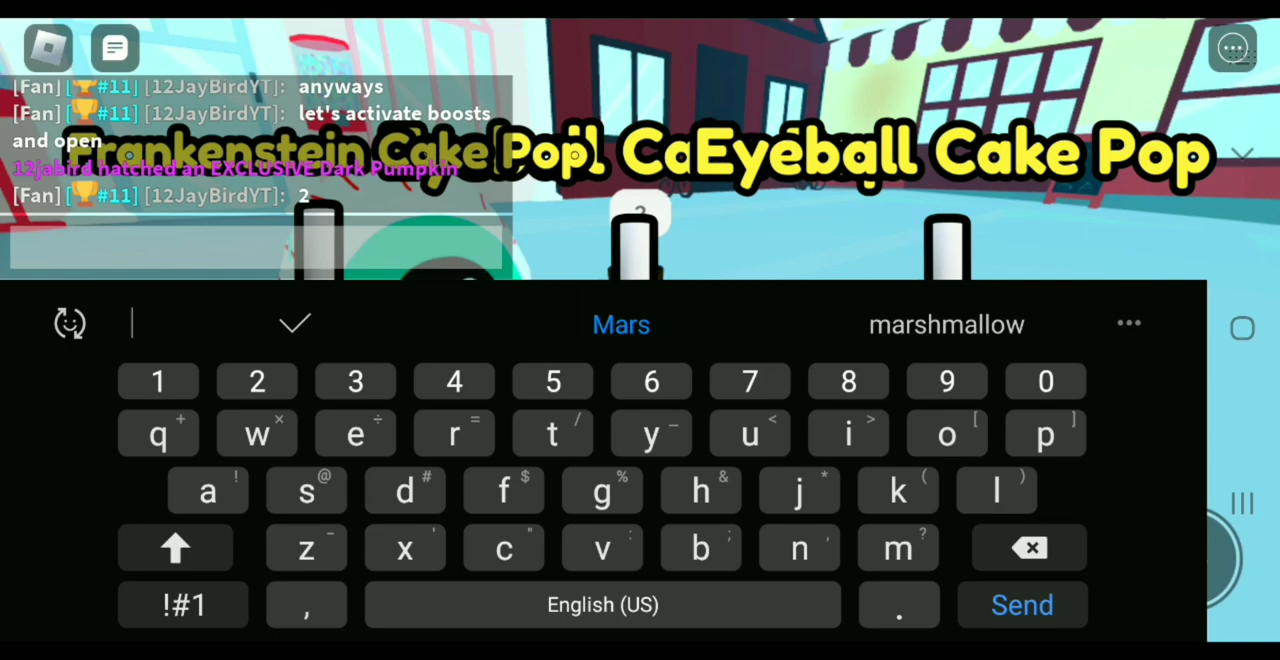 [Fan] [🏆#11] [12JayBirdYT]: anyways
[Fan] [🏆#11] [12JayBirdYT]: let's activate boosts
and open
Frankenstein Cake Pop
Eyeball Cake Pop
12jabird hatched an EXCLUSIVE Dark Pumpkin
[Fan] [🏆#11] [12JayBirdYT]: 2
2
Mars marshmallow
1 2 3 4 5 6 7 8 9 0
q + w × e ÷ r = t / y _ u < i > o [ p ]
a ! s @ d # f $ g % h & j * k ( l )
z - x ' c " v : b ; n , m ?
!#1 , English (US) . Send